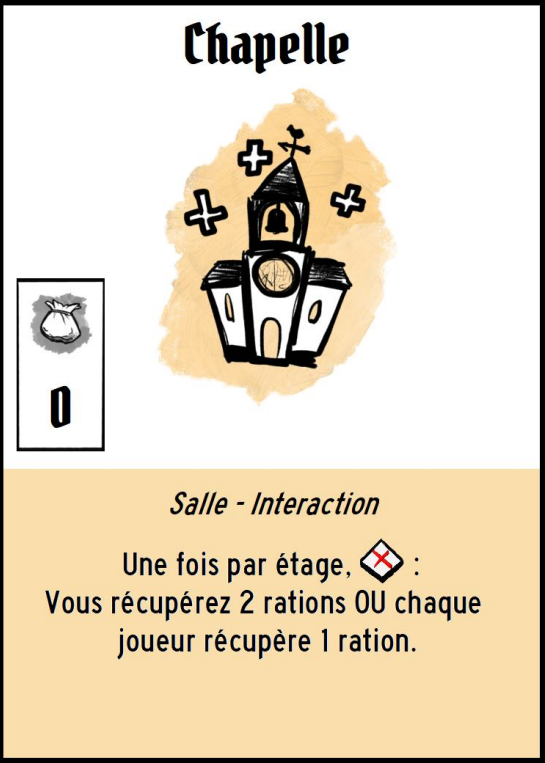 Chapelle
0
Salle - Interaction
Une fois par étage, :
Vous récupérez 2 rations OU chaque
joueur récupère 1 ration.